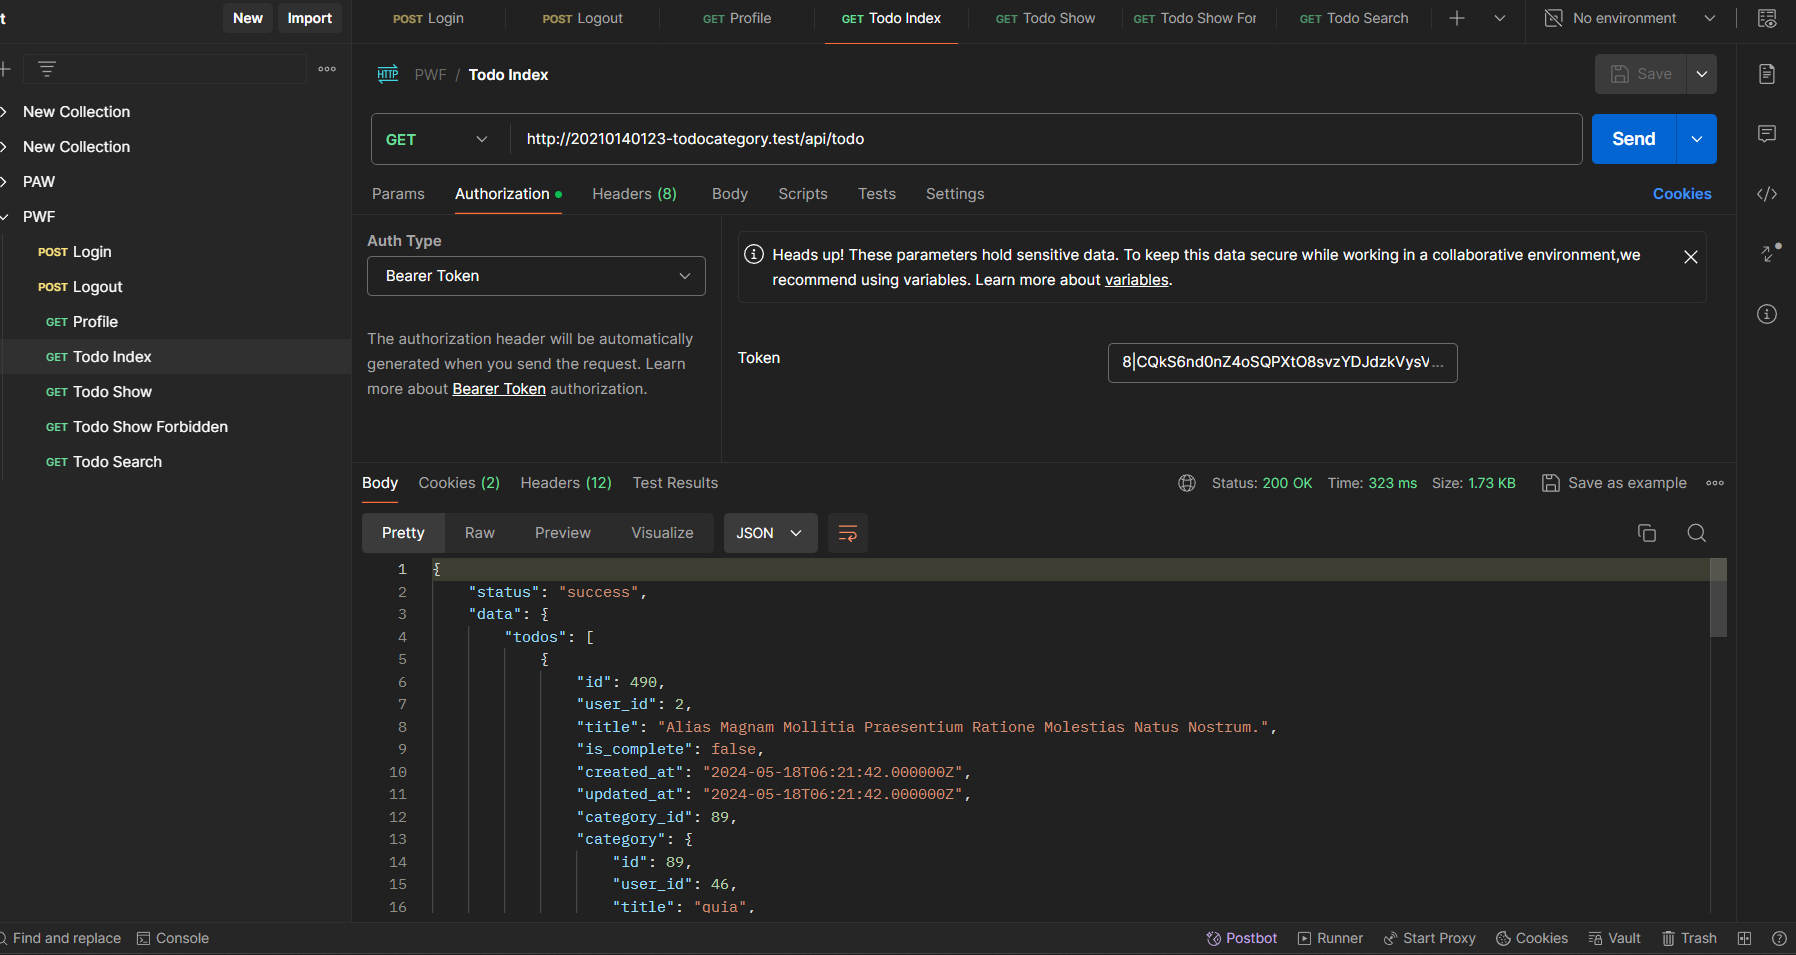 t New Import POST Login POST Logout GET Profile GET Todo Index GET Todo Show GET Todo Show For GET Todo Search No environment
HTTP PWF / Todo Index Save
New Collection
New Collection
PAW
PWF
POST Login
POST Logout
GET Profile
GET Todo Index
GET Todo Show
GET Todo Show Forbidden
GET Todo Search
GET http://20210140123-todocategory.test/api/todo Send
Params Authorization Headers (8) Body Scripts Tests Settings Cookies
Auth Type
Bearer Token
The authorization header will be automatically
generated when you send the request. Learn
more about Bearer Token authorization.
Heads up! These parameters hold sensitive data. To keep this data secure while working in a collaborative environment,we
recommend using variables. Learn more about variables.
Token 8|CQkS6nd0nZ4oSQPXtO8svzYDJdzkVysV...
Body Cookies (2) Headers (12) Test Results Status: 200 OK Time: 323 ms Size: 1.73 KB Save as example
Pretty Raw Preview Visualize JSON
1 {
2 "status": "success",
3 "data": {
4 "todos": [
5 {
6 "id": 490,
7 "user_id": 2,
8 "title": "Alias Magnam Mollitia Praesentium Ratione Molestias Natus Nostrum.",
9 "is_complete": false,
10 "created_at": "2024-05-18T06:21:42.000000Z",
11 "updated_at": "2024-05-18T06:21:42.000000Z",
12 "category_id": 89,
13 "category": {
14 "id": 89,
15 "user_id": 46,
16 "title": "quia",
Find and replace Console Postbot Runner Start Proxy Cookies Vault Trash